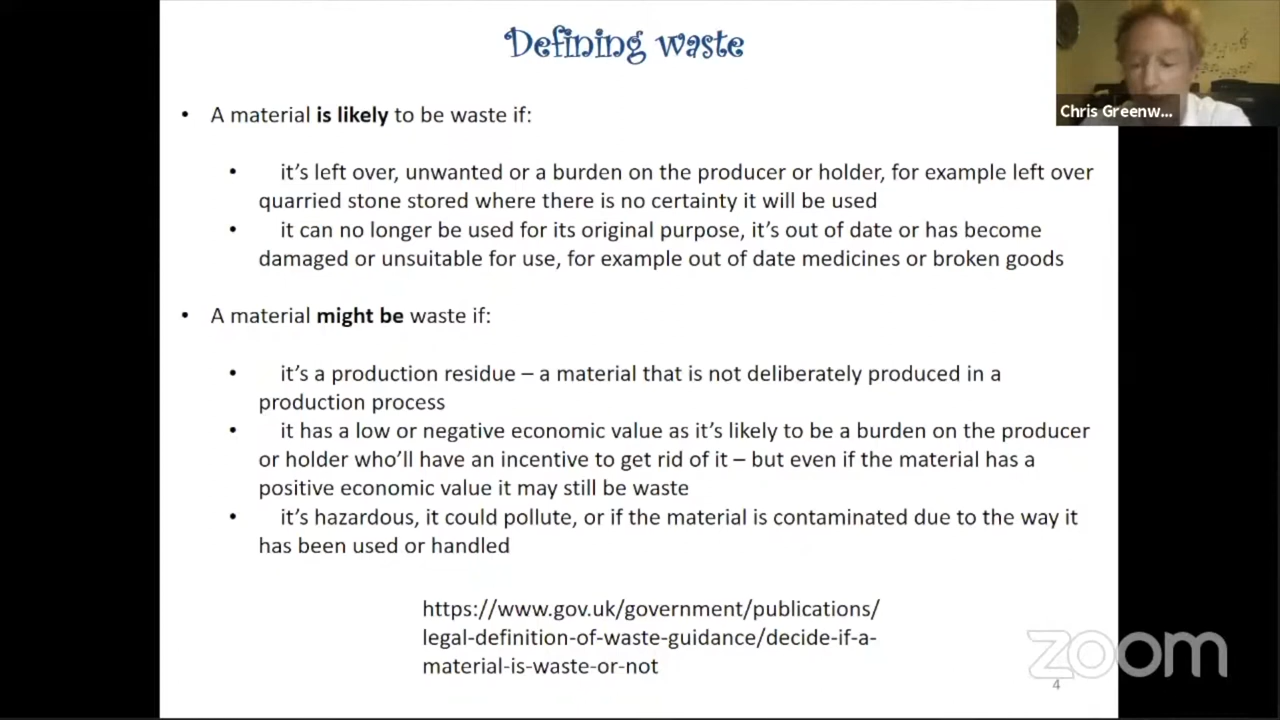 Defining waste
• A material is likely to be waste if:
• it’s left over, unwanted or a burden on the producer or holder, for example left over
quarried stone stored where there is no certainty it will be used
• it can no longer be used for its original purpose, it’s out of date or has become
damaged or unsuitable for use, for example out of date medicines or broken goods
• A material might be waste if:
• it’s a production residue – a material that is not deliberately produced in a
production process
• it has a low or negative economic value as it’s likely to be a burden on the producer
or holder who’ll have an incentive to get rid of it – but even if the material has a
positive economic value it may still be waste
• it’s hazardous, it could pollute, or if the material is contaminated due to the way it
has been used or handled
https://www.gov.uk/government/publications/
legal-definition-of-waste-guidance/decide-if-a-
material-is-waste-or-not
4
Chris Greenw...
zoom